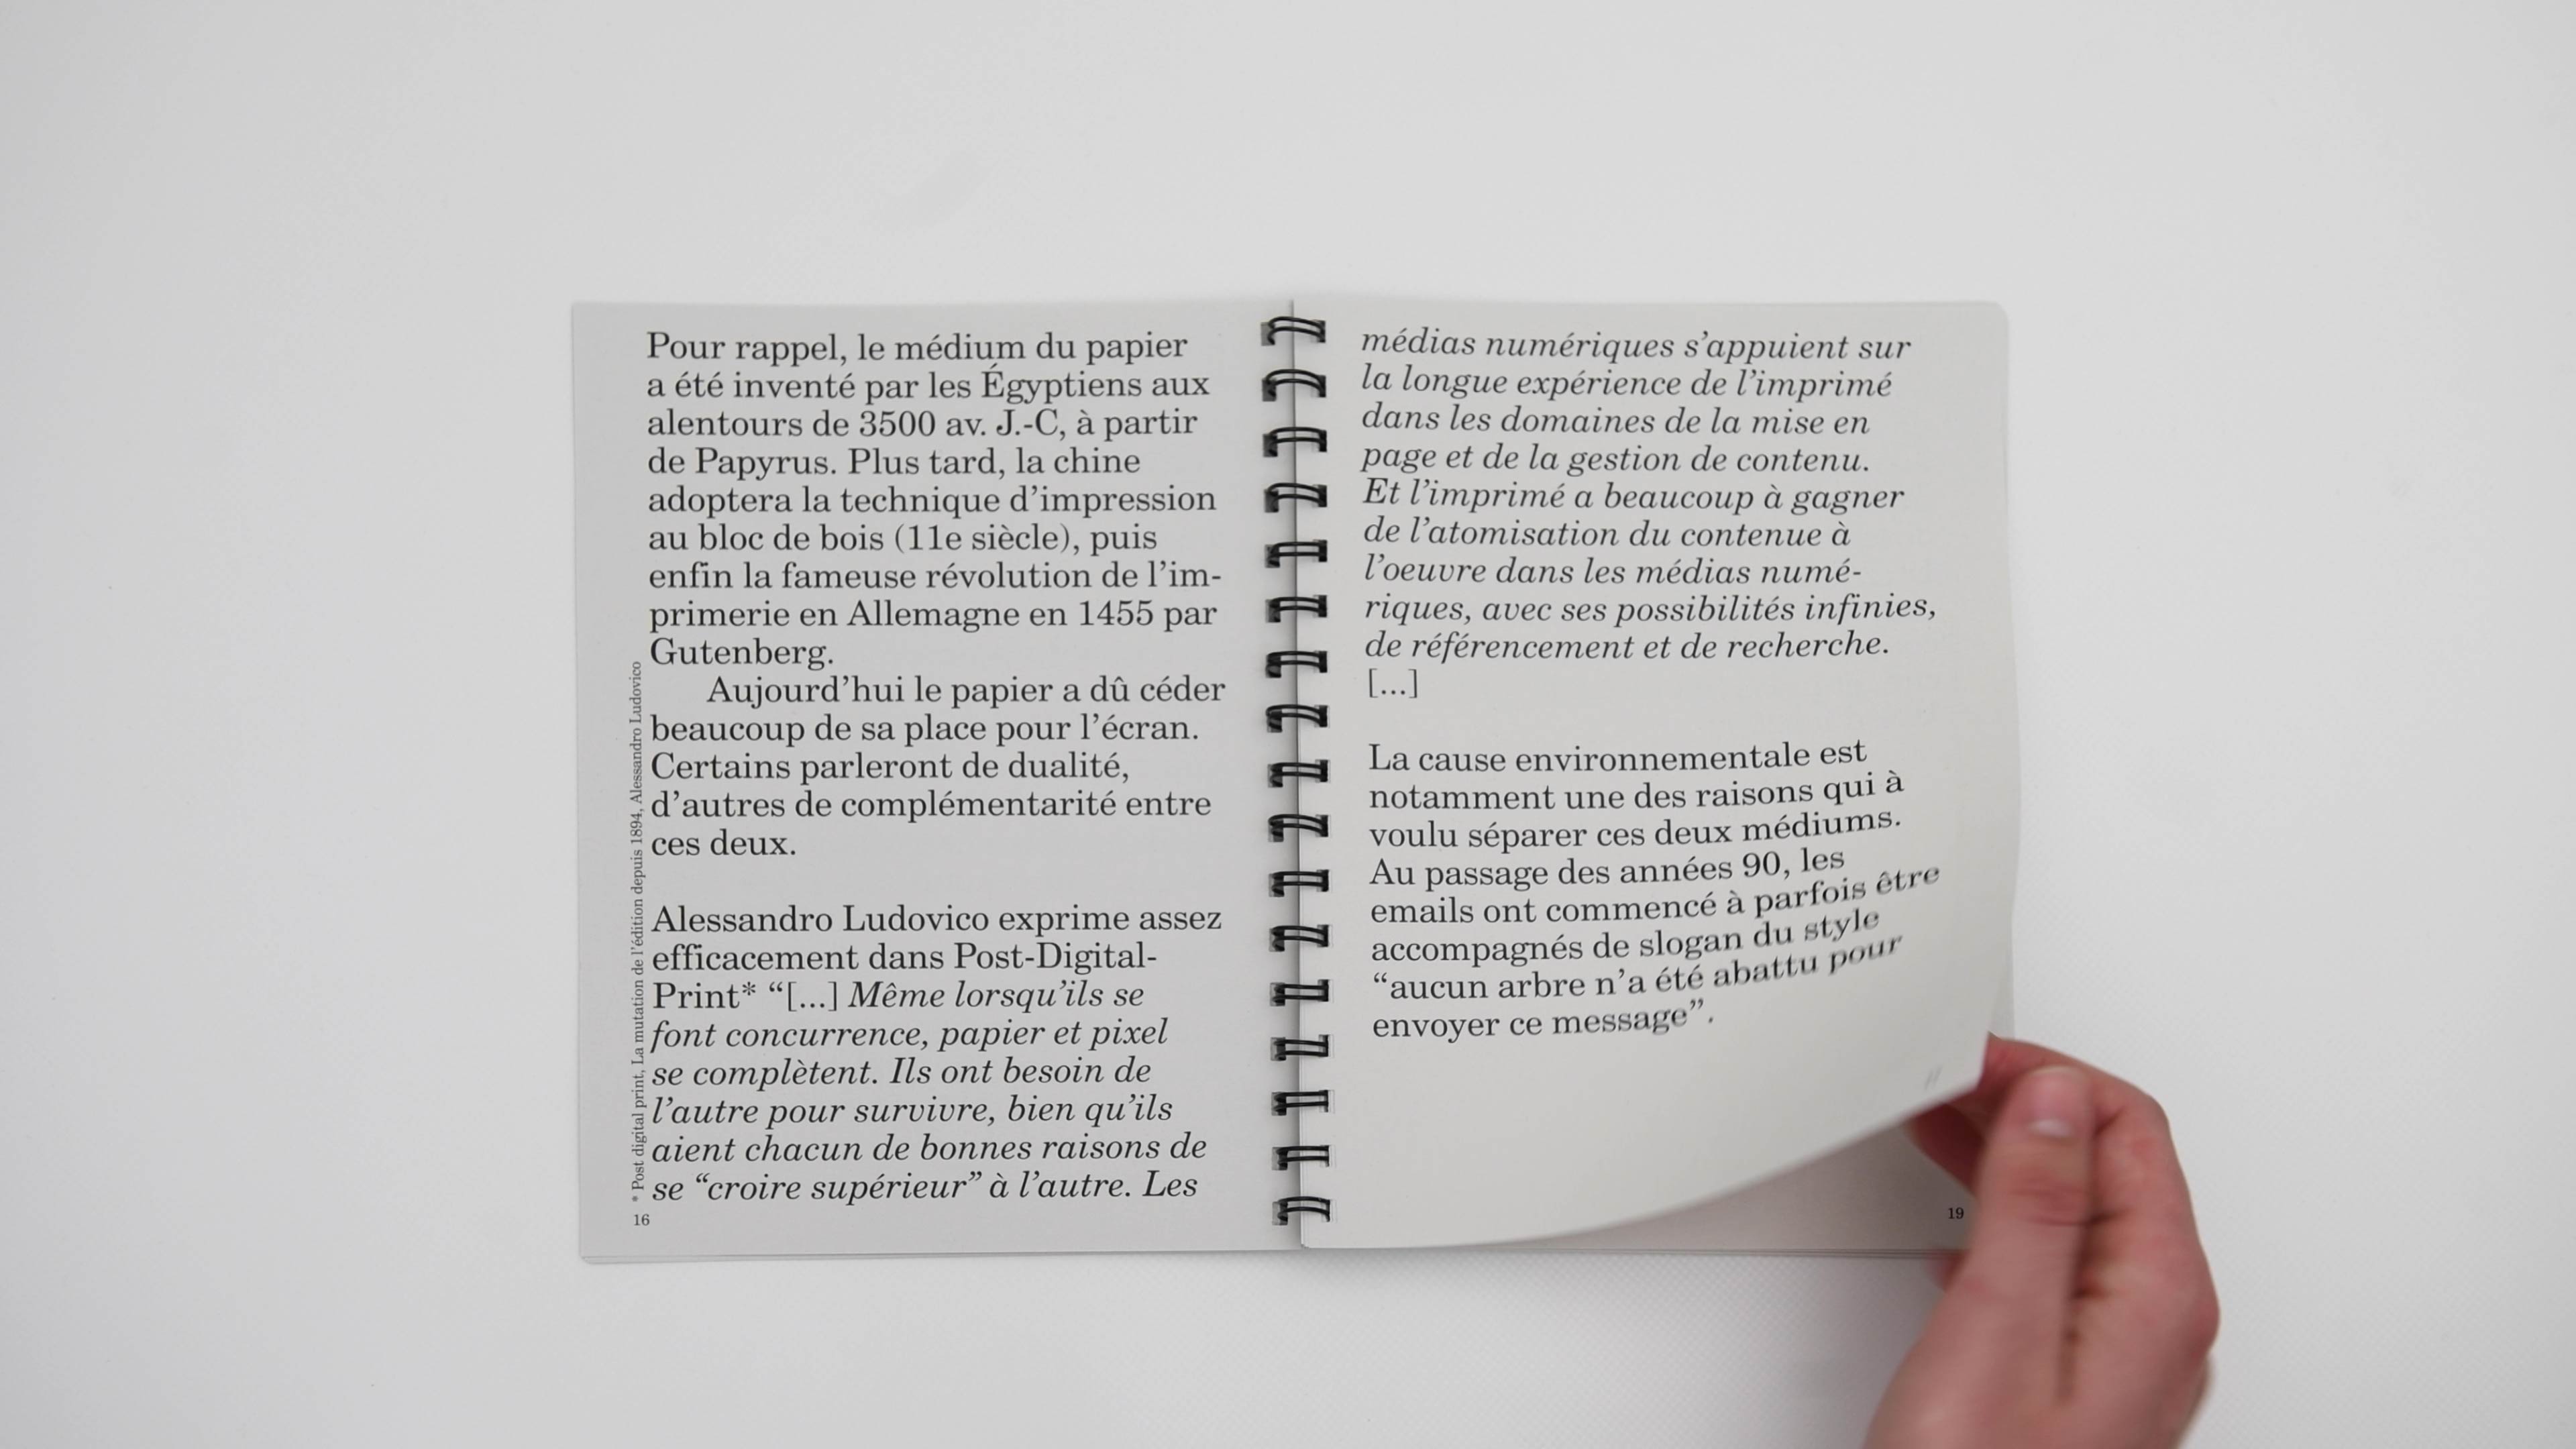 Pour rappel, le médium du papier
a été inventé par les Égyptiens aux
alentours de 3500 av. J.-C, à partir
de Papyrus. Plus tard, la chine
adoptera la technique d’impression
au bloc de bois (11e siècle), puis
enfin la fameuse révolution de l’im-
primerie en Allemagne en 1455 par
Gutenberg.
Aujourd’hui le papier a dû céder
beaucoup de sa place pour l’écran.
Certains parleront de dualité,
d’autres de complémentarité entre
ces deux.
Alessandro Ludovico exprime assez
efficacement dans Post-Digital-
Print* “[...] Même lorsqu’ils se
font concurrence, papier et pixel
se complètent. Ils ont besoin de
l’autre pour survivre, bien qu’ils
aient chacun de bonnes raisons de
se “croire supérieur” à l’autre. Les
* Post digital print, La mutation de l’édition depuis 1894, Alessandro Ludovico
16
médias numériques s’appuient sur
la longue expérience de l’imprimé
dans les domaines de la mise en
page et de la gestion de contenu.
Et l’imprimé a beaucoup à gagner
de l’atomisation du contenue à
l’oeuvre dans les médias numé-
riques, avec ses possibilités infinies,
de référencement et de recherche.
[...]
La cause environnementale est
notamment une des raisons qui à
voulu séparer ces deux médiums.
Au passage des années 90, les
emails ont commencé à parfois être
accompagnés de slogan du style
“aucun arbre n’a été abattu pour
envoyer ce message”.
19